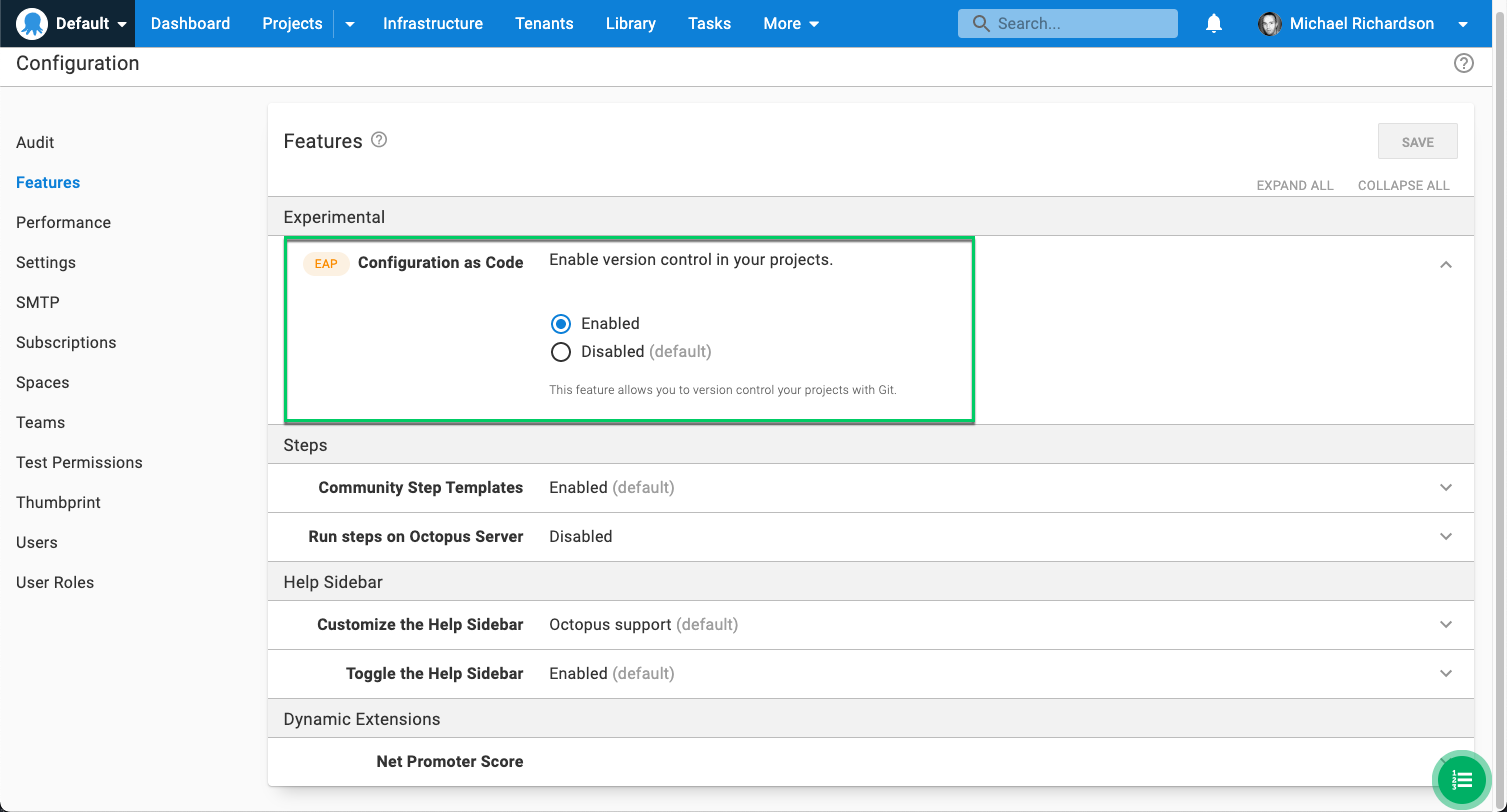 Default Dashboard Projects Infrastructure Tenants Library Tasks More Search... Michael Richardson
Configuration
Audit
Features
Performance
Settings
SMTP
Subscriptions
Spaces
Teams
Test Permissions
Thumbprint
Users
User Roles
Features
SAVE
EXPAND ALL COLLAPSE ALL
Experimental
EAP Configuration as Code Enable version control in your projects.
Enabled
Disabled (default)
This feature allows you to version control your projects with Git.
Steps
Community Step Templates Enabled (default)
Run steps on Octopus Server Disabled
Help Sidebar
Customize the Help Sidebar Octopus support (default)
Toggle the Help Sidebar Enabled (default)
Dynamic Extensions
Net Promoter Score